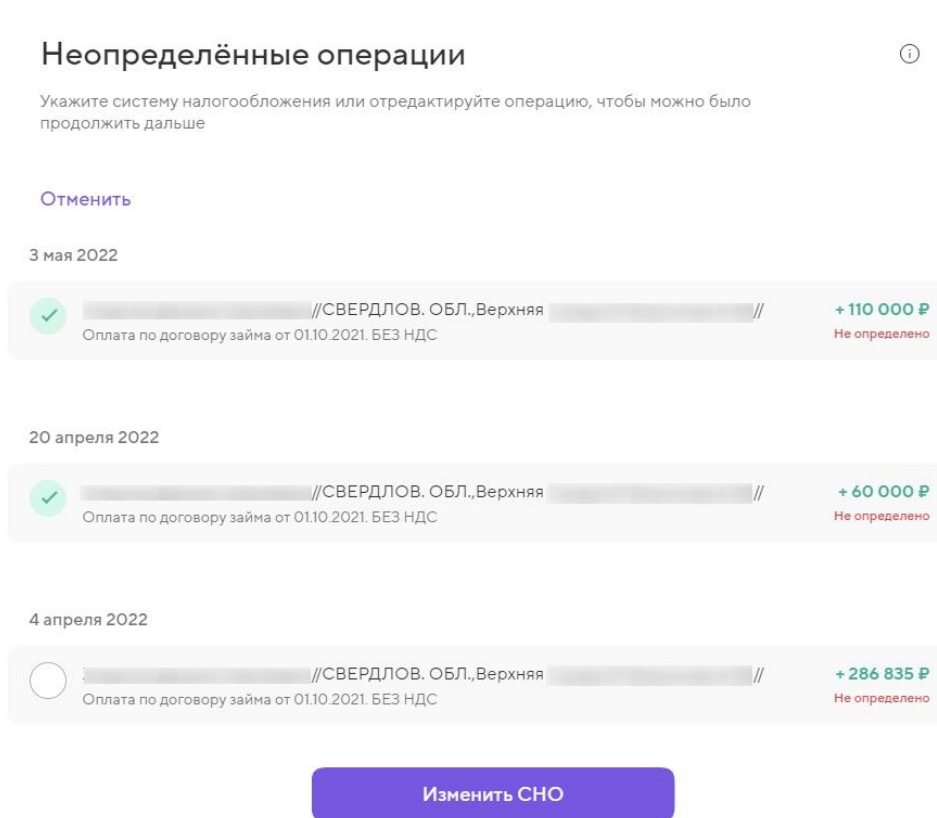 Неопределённые операции
Укажите систему налогообложения или отредактируйте операцию, чтобы можно было
продолжить дальше
Отменить
3 мая 2022
//СВЕРДЛОВ. ОБЛ.,Верхняя // + 110 000 ₽
Оплата по договору займа от 01.10.2021. БЕЗ НДС Не определено
20 апреля 2022
//СВЕРДЛОВ. ОБЛ.,Верхняя // + 60 000 ₽
Оплата по договору займа от 01.10.2021. БЕЗ НДС Не определено
4 апреля 2022
//СВЕРДЛОВ. ОБЛ.,Верхняя // + 286 835 ₽
Оплата по договору займа от 01.10.2021. БЕЗ НДС Не определено
Изменить СНО